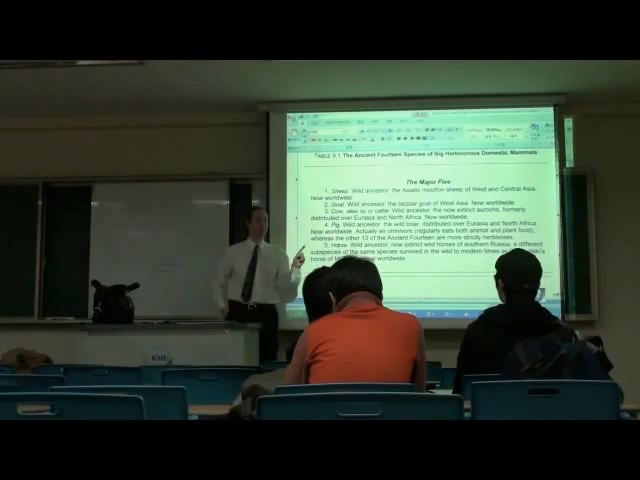 TABLE 9.1 The Ancient Fourteen Species of Big Herbivorous Domestic Mammals
The Major Five
1. Sheep. Wild ancestor: the Asiatic mouflon sheep of West and Central Asia.
Now worldwide.
2. Goat. Wild ancestor: the bezoar goat of West Asia. Now worldwide.
3. Cow, alias ox or cattle. Wild ancestor: the now extinct aurochs, formerly
distributed over Eurasia and North Africa. Now worldwide.
4. Pig. Wild ancestor: the wild boar, distributed over Eurasia and North Africa.
Now worldwide. Actually an omnivore (regularly eats both animal and plant food),
whereas the other 13 of the Ancient Fourteen are more strictly herbivores.
5. Horse. Wild ancestor: now extinct wild horses of southern Russia; a different
subspecies of the same species survived in the wild to modern times as
horse of Now worldwide.
KMU